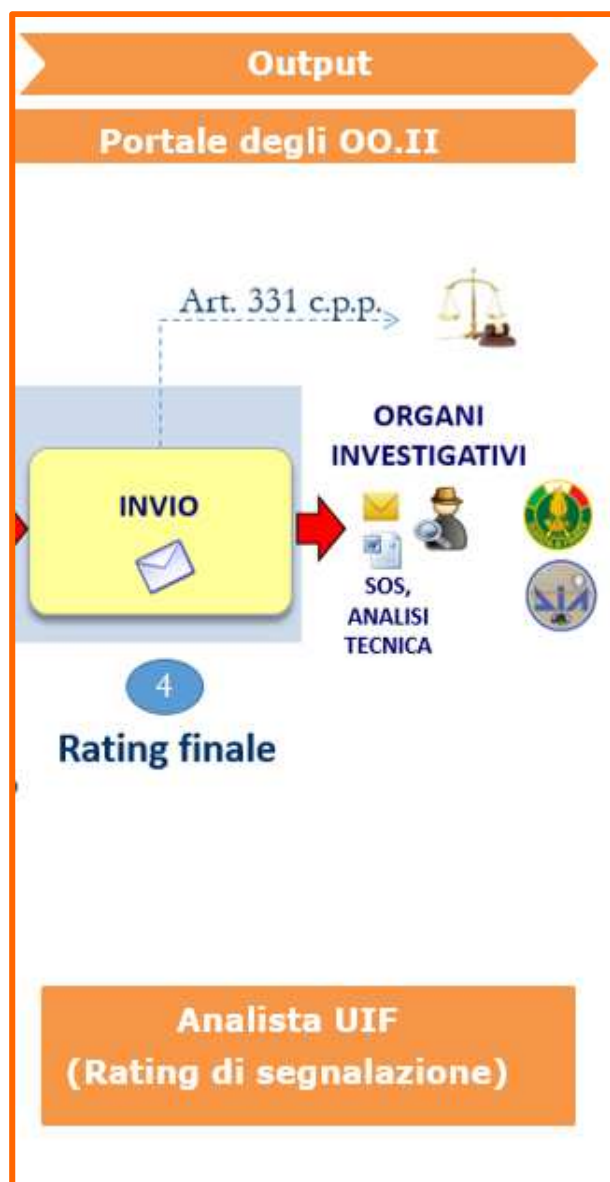 Output
Portale degli OO.II
Art. 331 c.p.p.
ORGANI
INVESTIGATIVI
INVIO
SOS,
ANALISI
TECNICA
4
Rating finale
Analista UIF
(Rating di segnalazione)